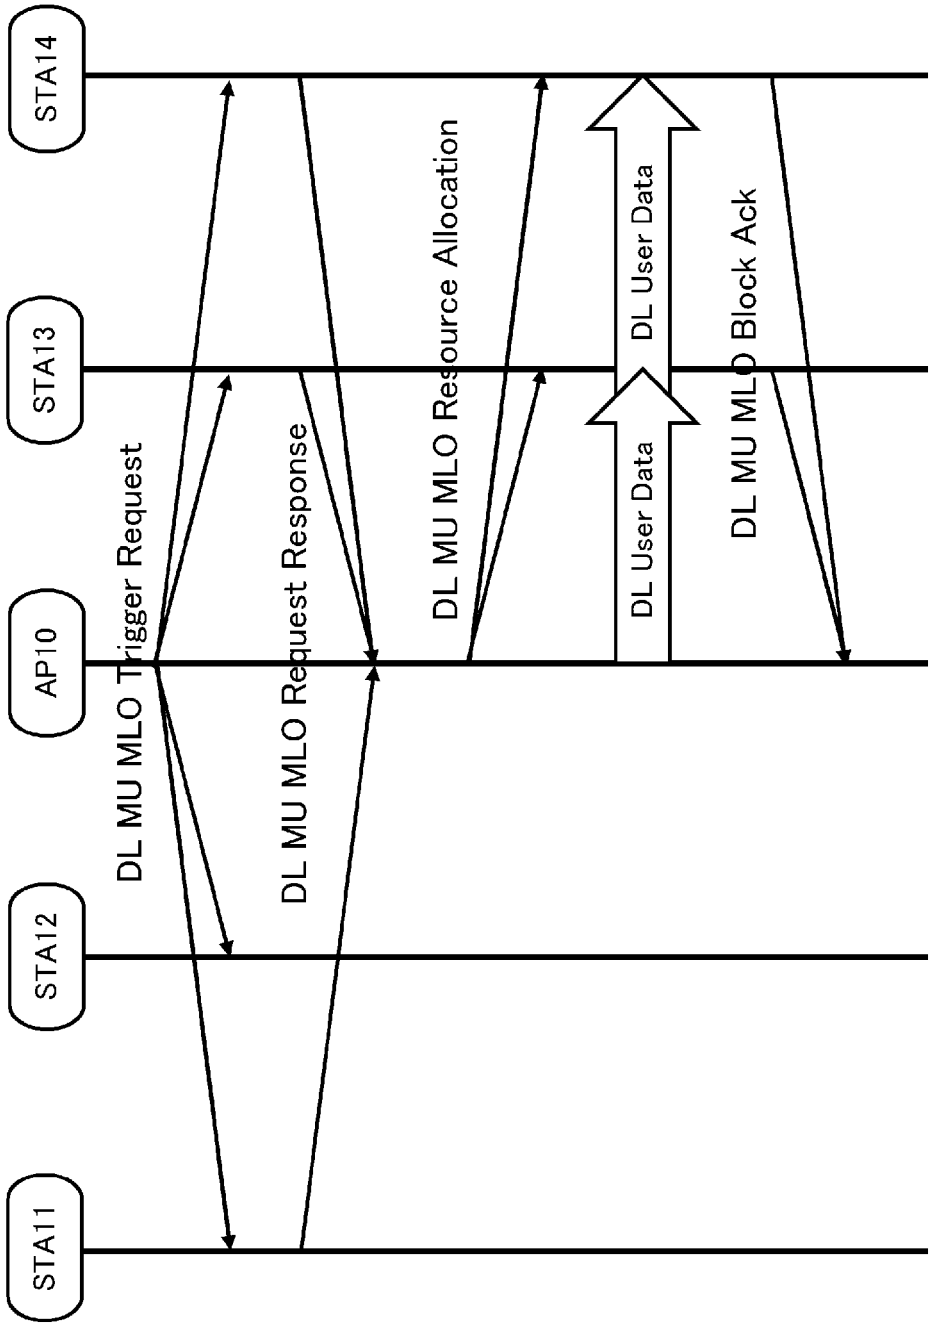 STA11
STA12
AP10
STA13
STA14
DL MU MLO Trigger Request
DL MU MLO Request Response
DL MU MLO Resource Allocation
DL User Data
DL User Data
DL MU MLO Block Ack